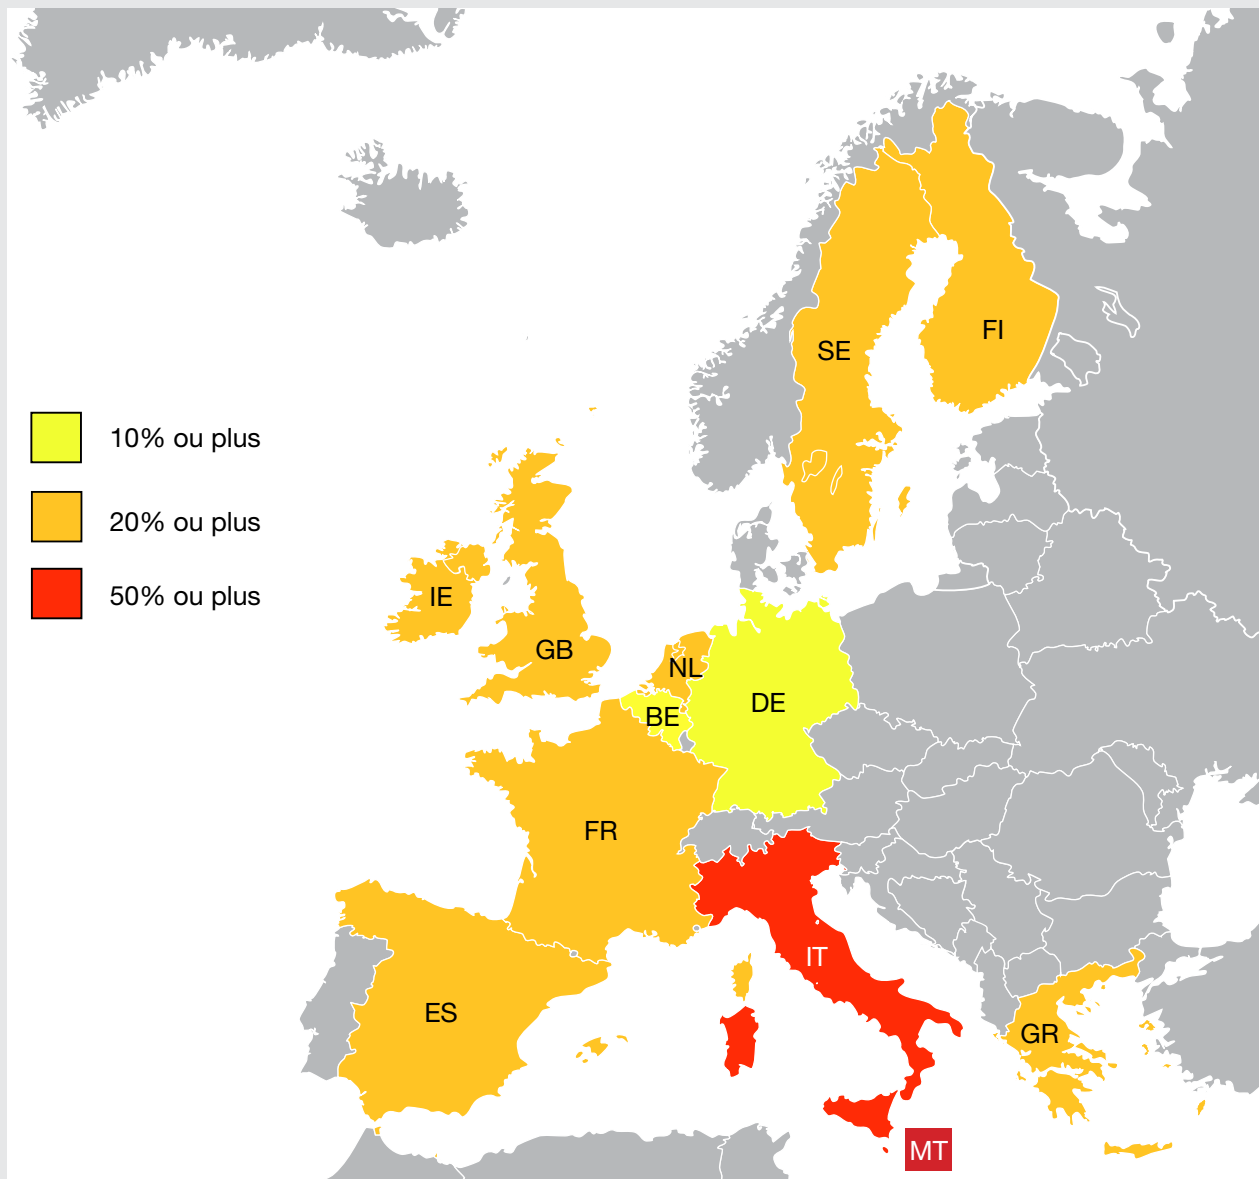 SE
FI
10% ou plus
20% ou plus
50% ou plus
IE
GB
NL
BE
DE
FR
IT
ES
GR
MT